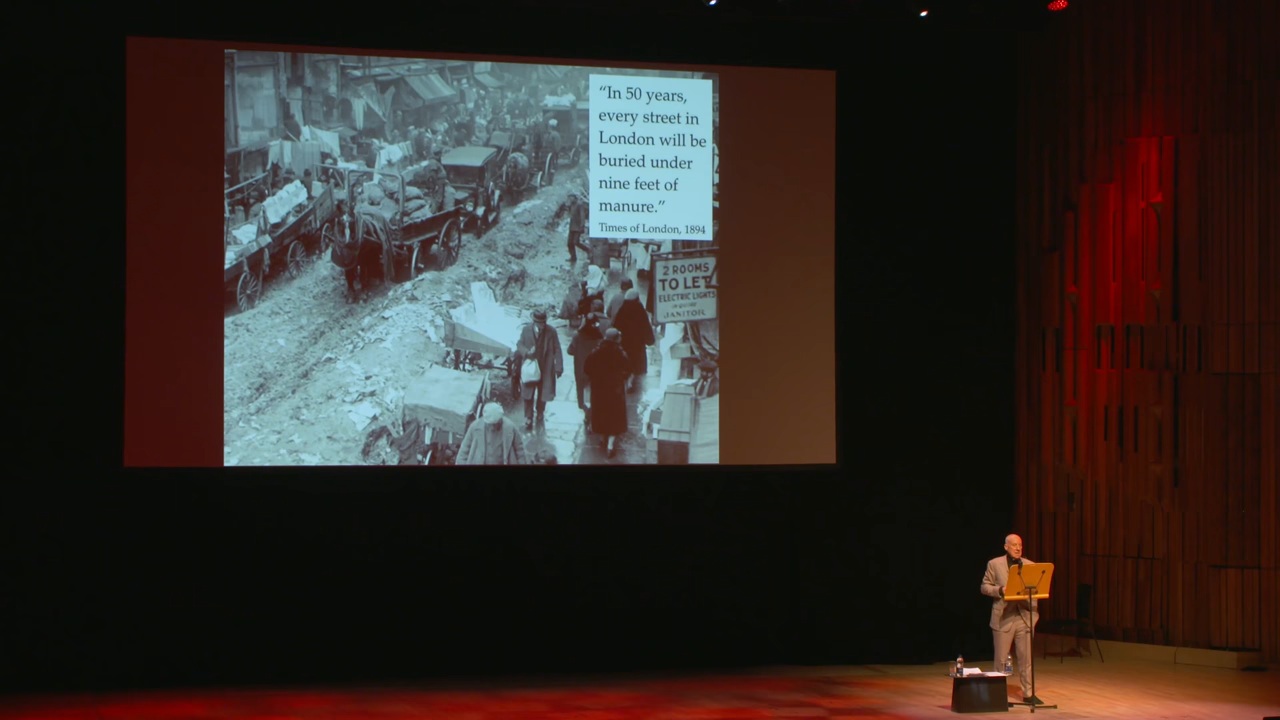 “In 50 years,
every street in
London will be
buried under
nine feet of
manure.”
Times of London, 1894
2 ROOMS
TO LET
ELECTRIC LIGHTS
JANITOR